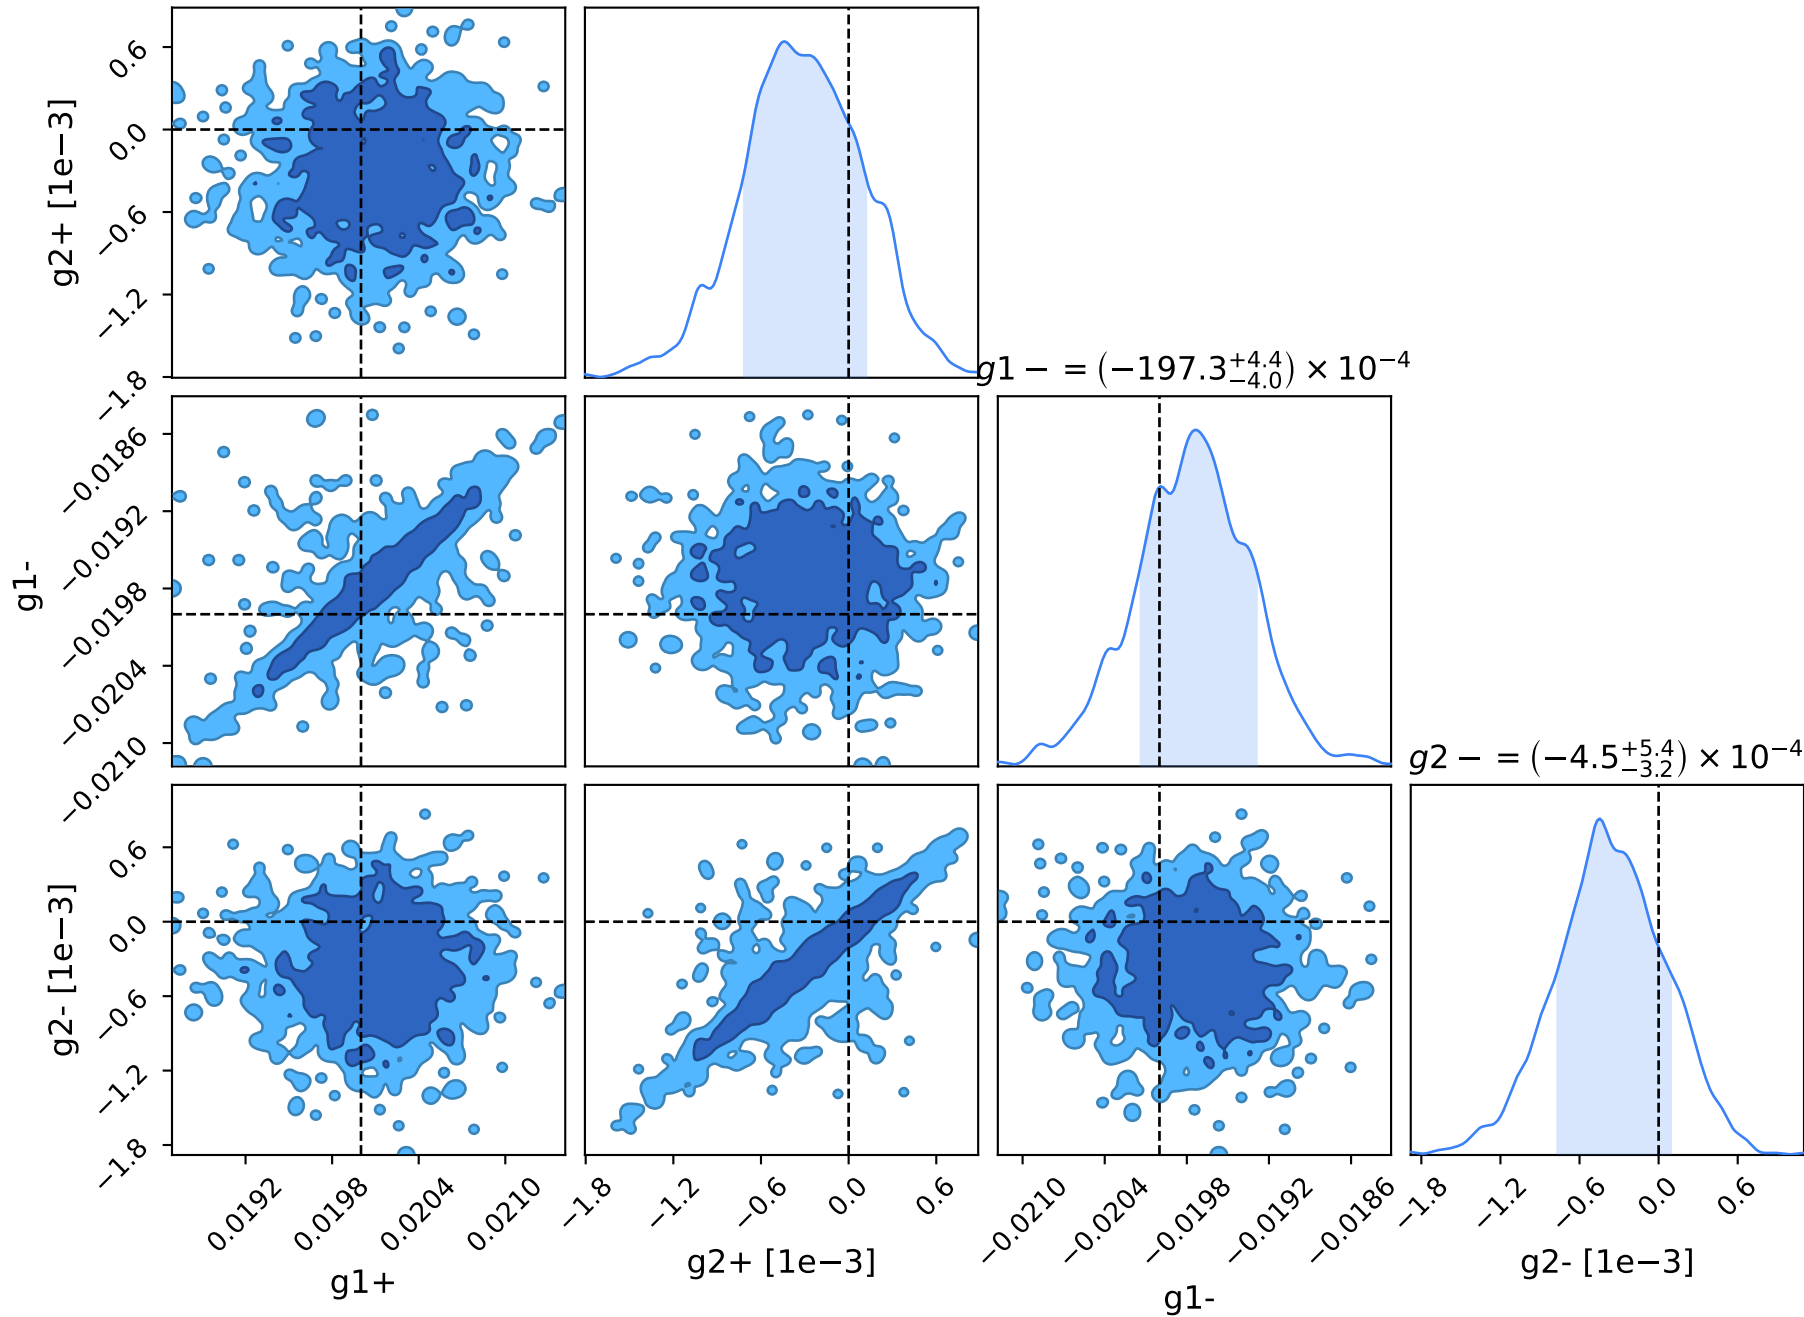 0.6
0.0
−0.6
−1.2
−1.8
g2+ [1e−3]
g1 − = (−197.3 +4.4 −4.0) × 10−4
−0.0186
−0.0192
−0.0198
−0.0204
−0.0210
g1-
g2 − = (−4.5 +5.4 −3.2) × 10−4
0.6
0.0
−0.6
−1.2
−1.8
g2- [1e−3]
0.0192 0.0198 0.0204 0.0210
−1.8 −1.2 −0.6 0.0 0.6
−0.0210 −0.0204 −0.0198 −0.0192 −0.0186
−1.8 −1.2 −0.6 0.0 0.6
g1+
g2+ [1e−3]
g1-
g2- [1e−3]